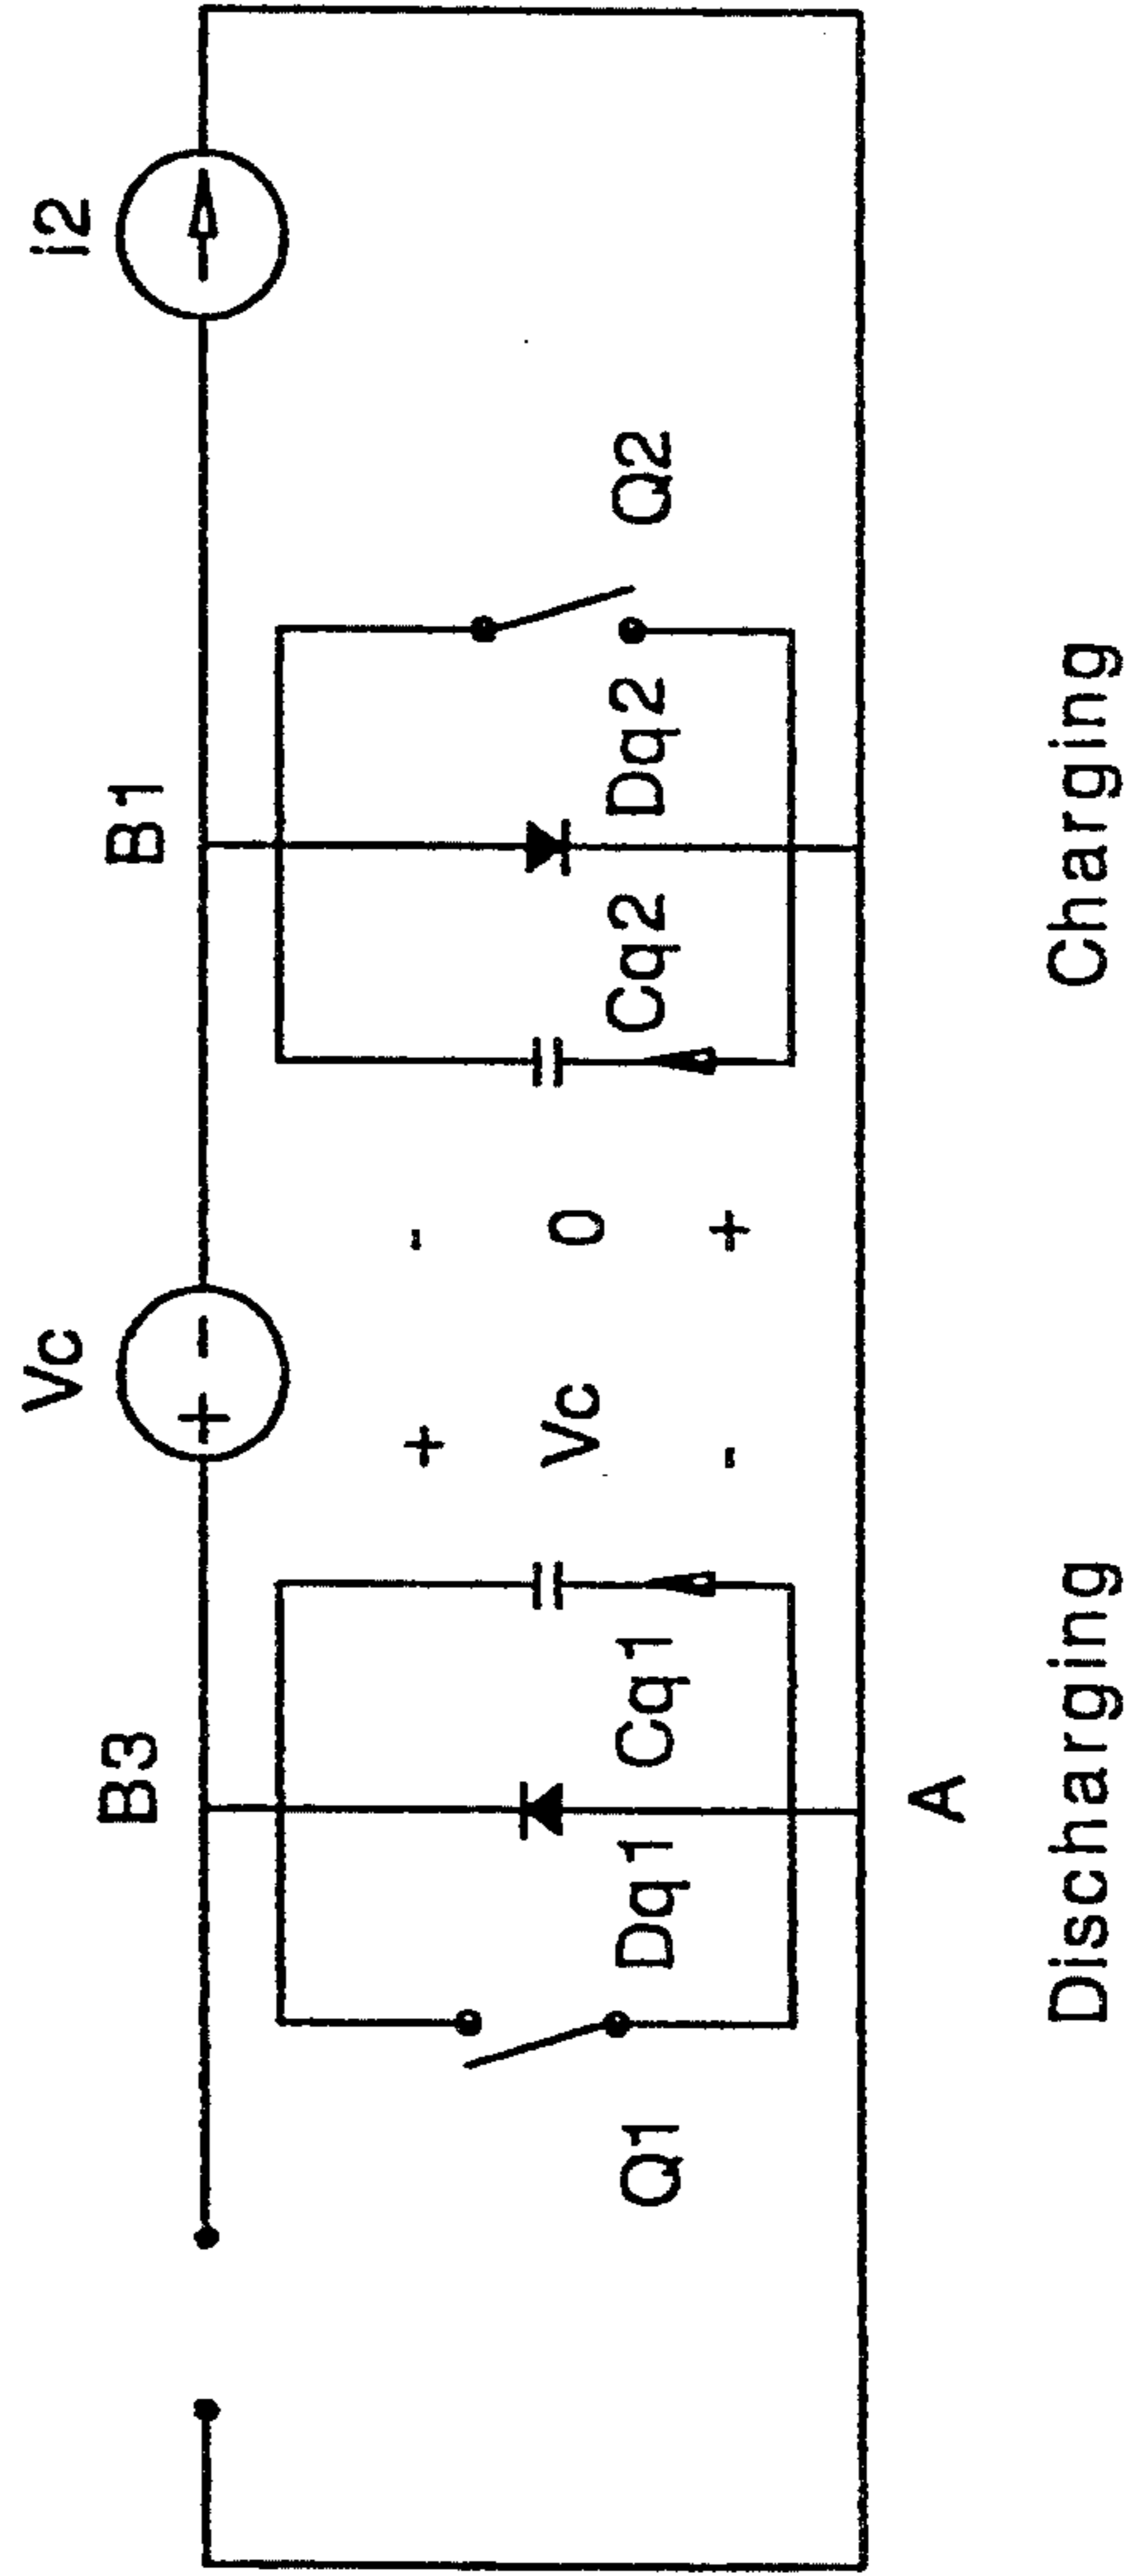 Vc
i2
B3
B1
+ -
+ -
Vc 0
- +
Q1
Dq1
Cq1
Cq2
Dq2
Q2
A
Discharging
Charging